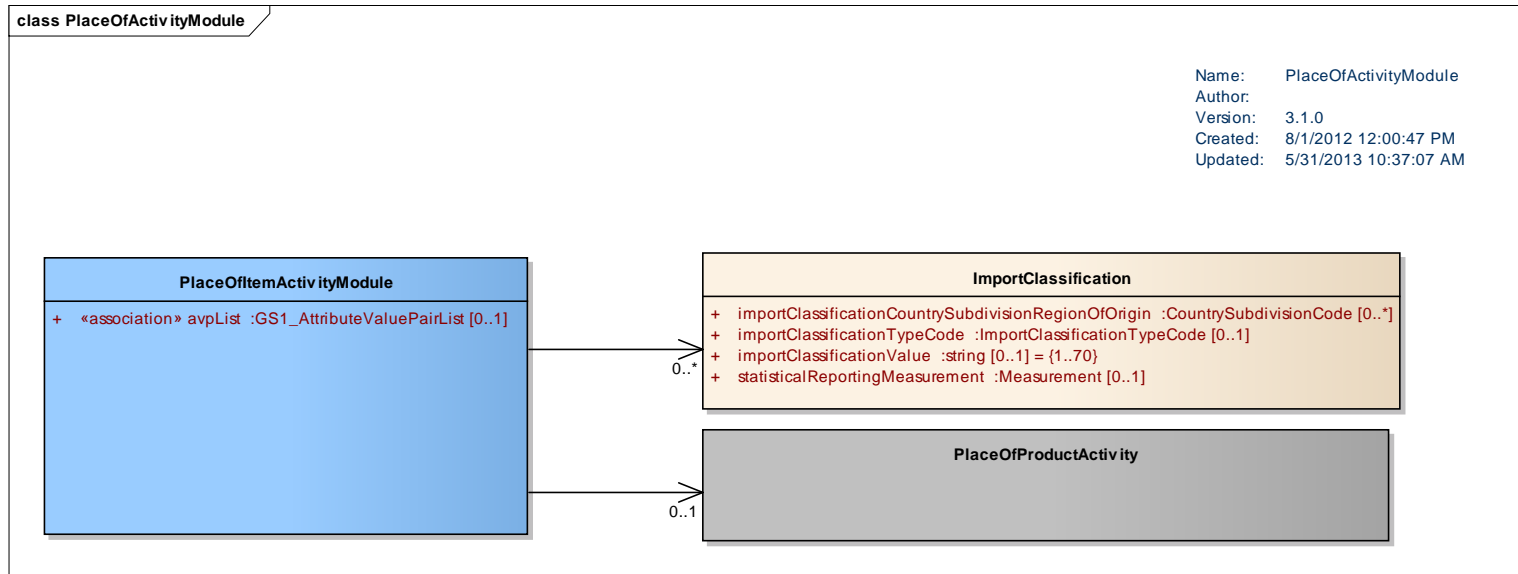 class PlaceOfActivityModule
Name: PlaceOfActivityModule
Author:
Version: 3.1.0
Created: 8/1/2012 12:00:47 PM
Updated: 5/31/2013 10:37:07 AM
PlaceOfItemActivityModule
+ «association» avpList :GS1_AttributeValuePairList [0..1]
ImportClassification
+ importClassificationCountrySubdivisionRegionOfOrigin :CountrySubdivisionCode [0..*]
+ importClassificationTypeCode :ImportClassificationTypeCode [0..1]
+ importClassificationValue :string [0..1] = {1..70}
+ statisticalReportingMeasurement :Measurement [0..1]
0..*
PlaceOfProductActivity
0..1